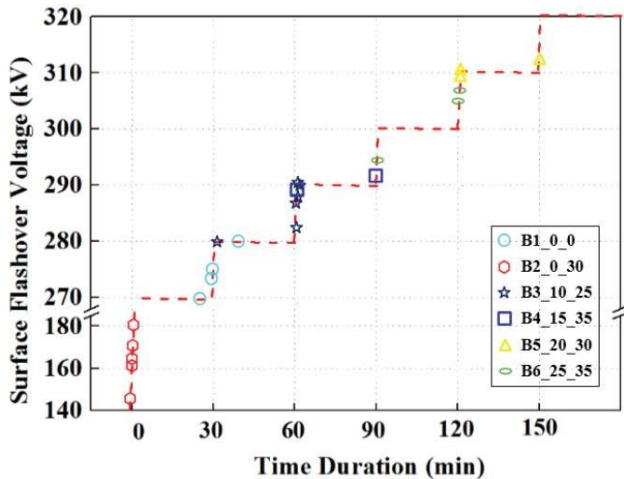 Surface Flashover Voltage (kV)
320
310
300
290
280
270
180
160
140
B1_0_0
B2_0_30
B3_10_25
B4_15_35
B5_20_30
B6_25_35
0 30 60 90 120 150
Time Duration (min)